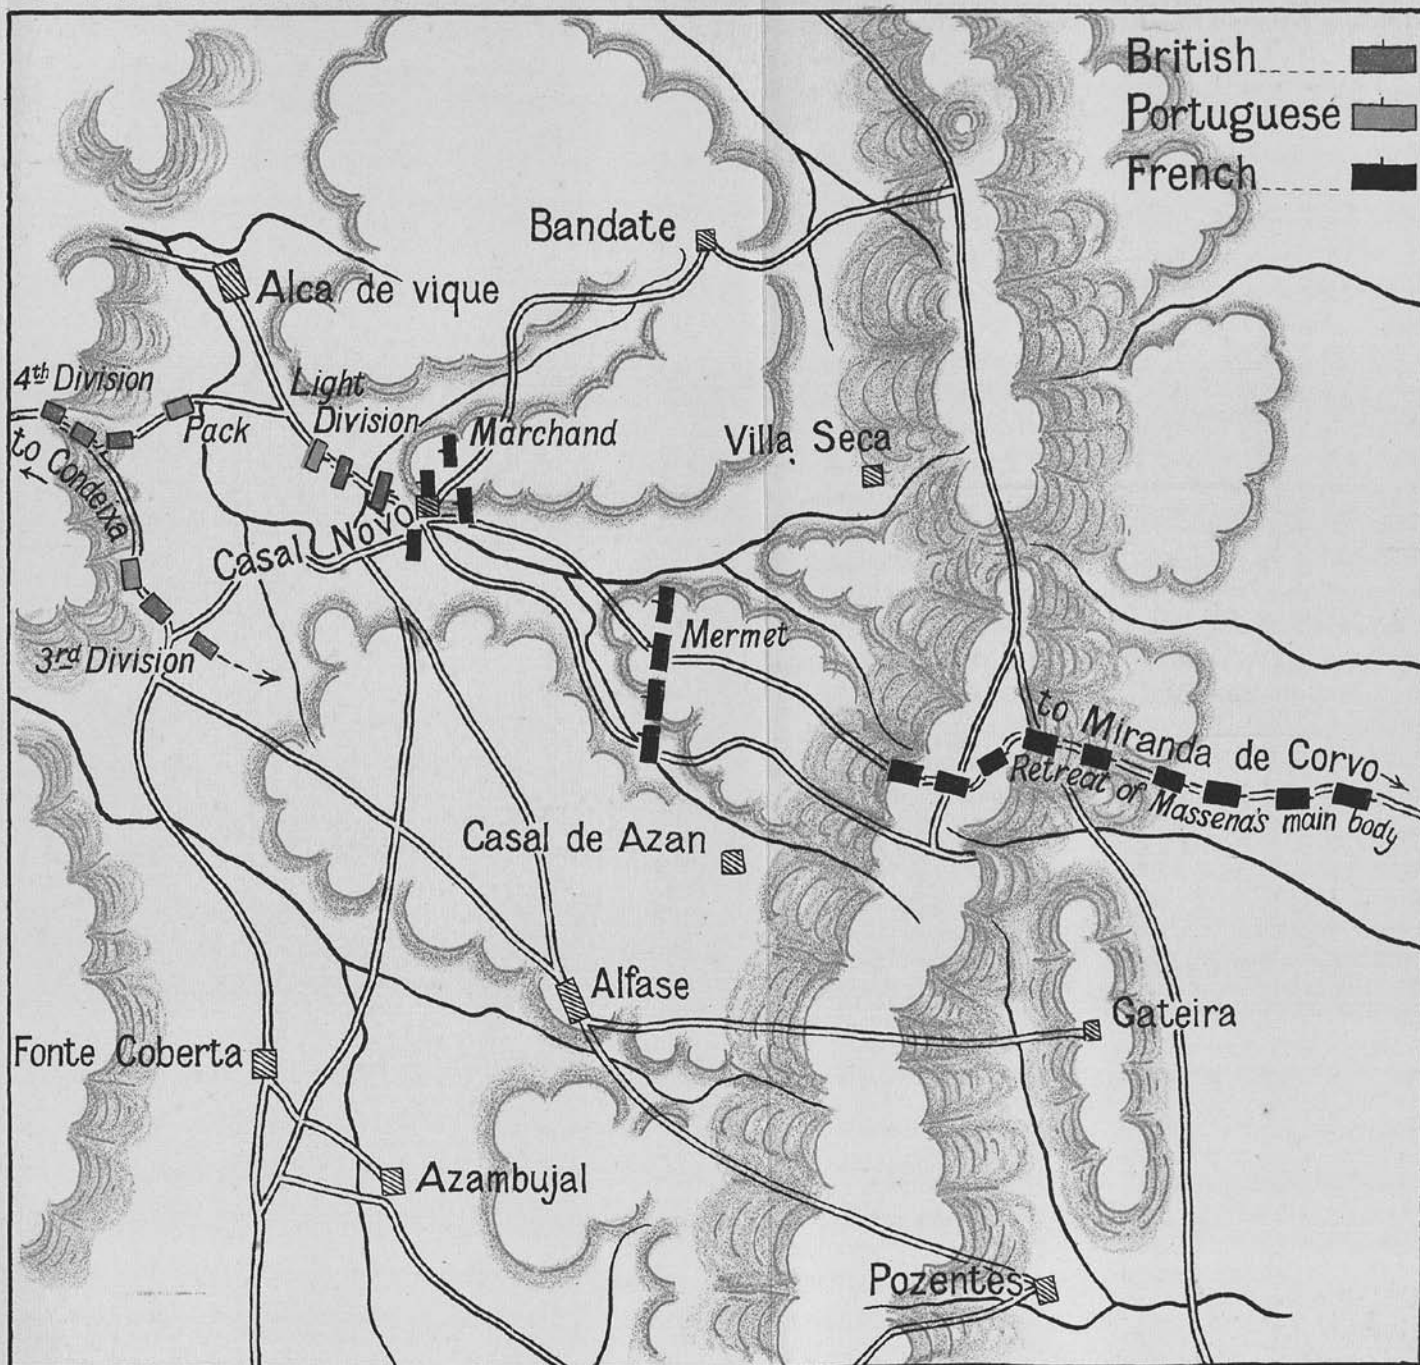 British
Portuguese
French
Bandate
Alca de vique
4th Division
Light
Division
Pack
Marchand
Villa Seca
to Condeixa
Casal Novo
Mermet
3rd Division
to Miranda de Corvo
Retreat of Massena's main body
Casal de Azan
Alfase
Gateira
Fonte Coberta
Azambujal
Pozentes